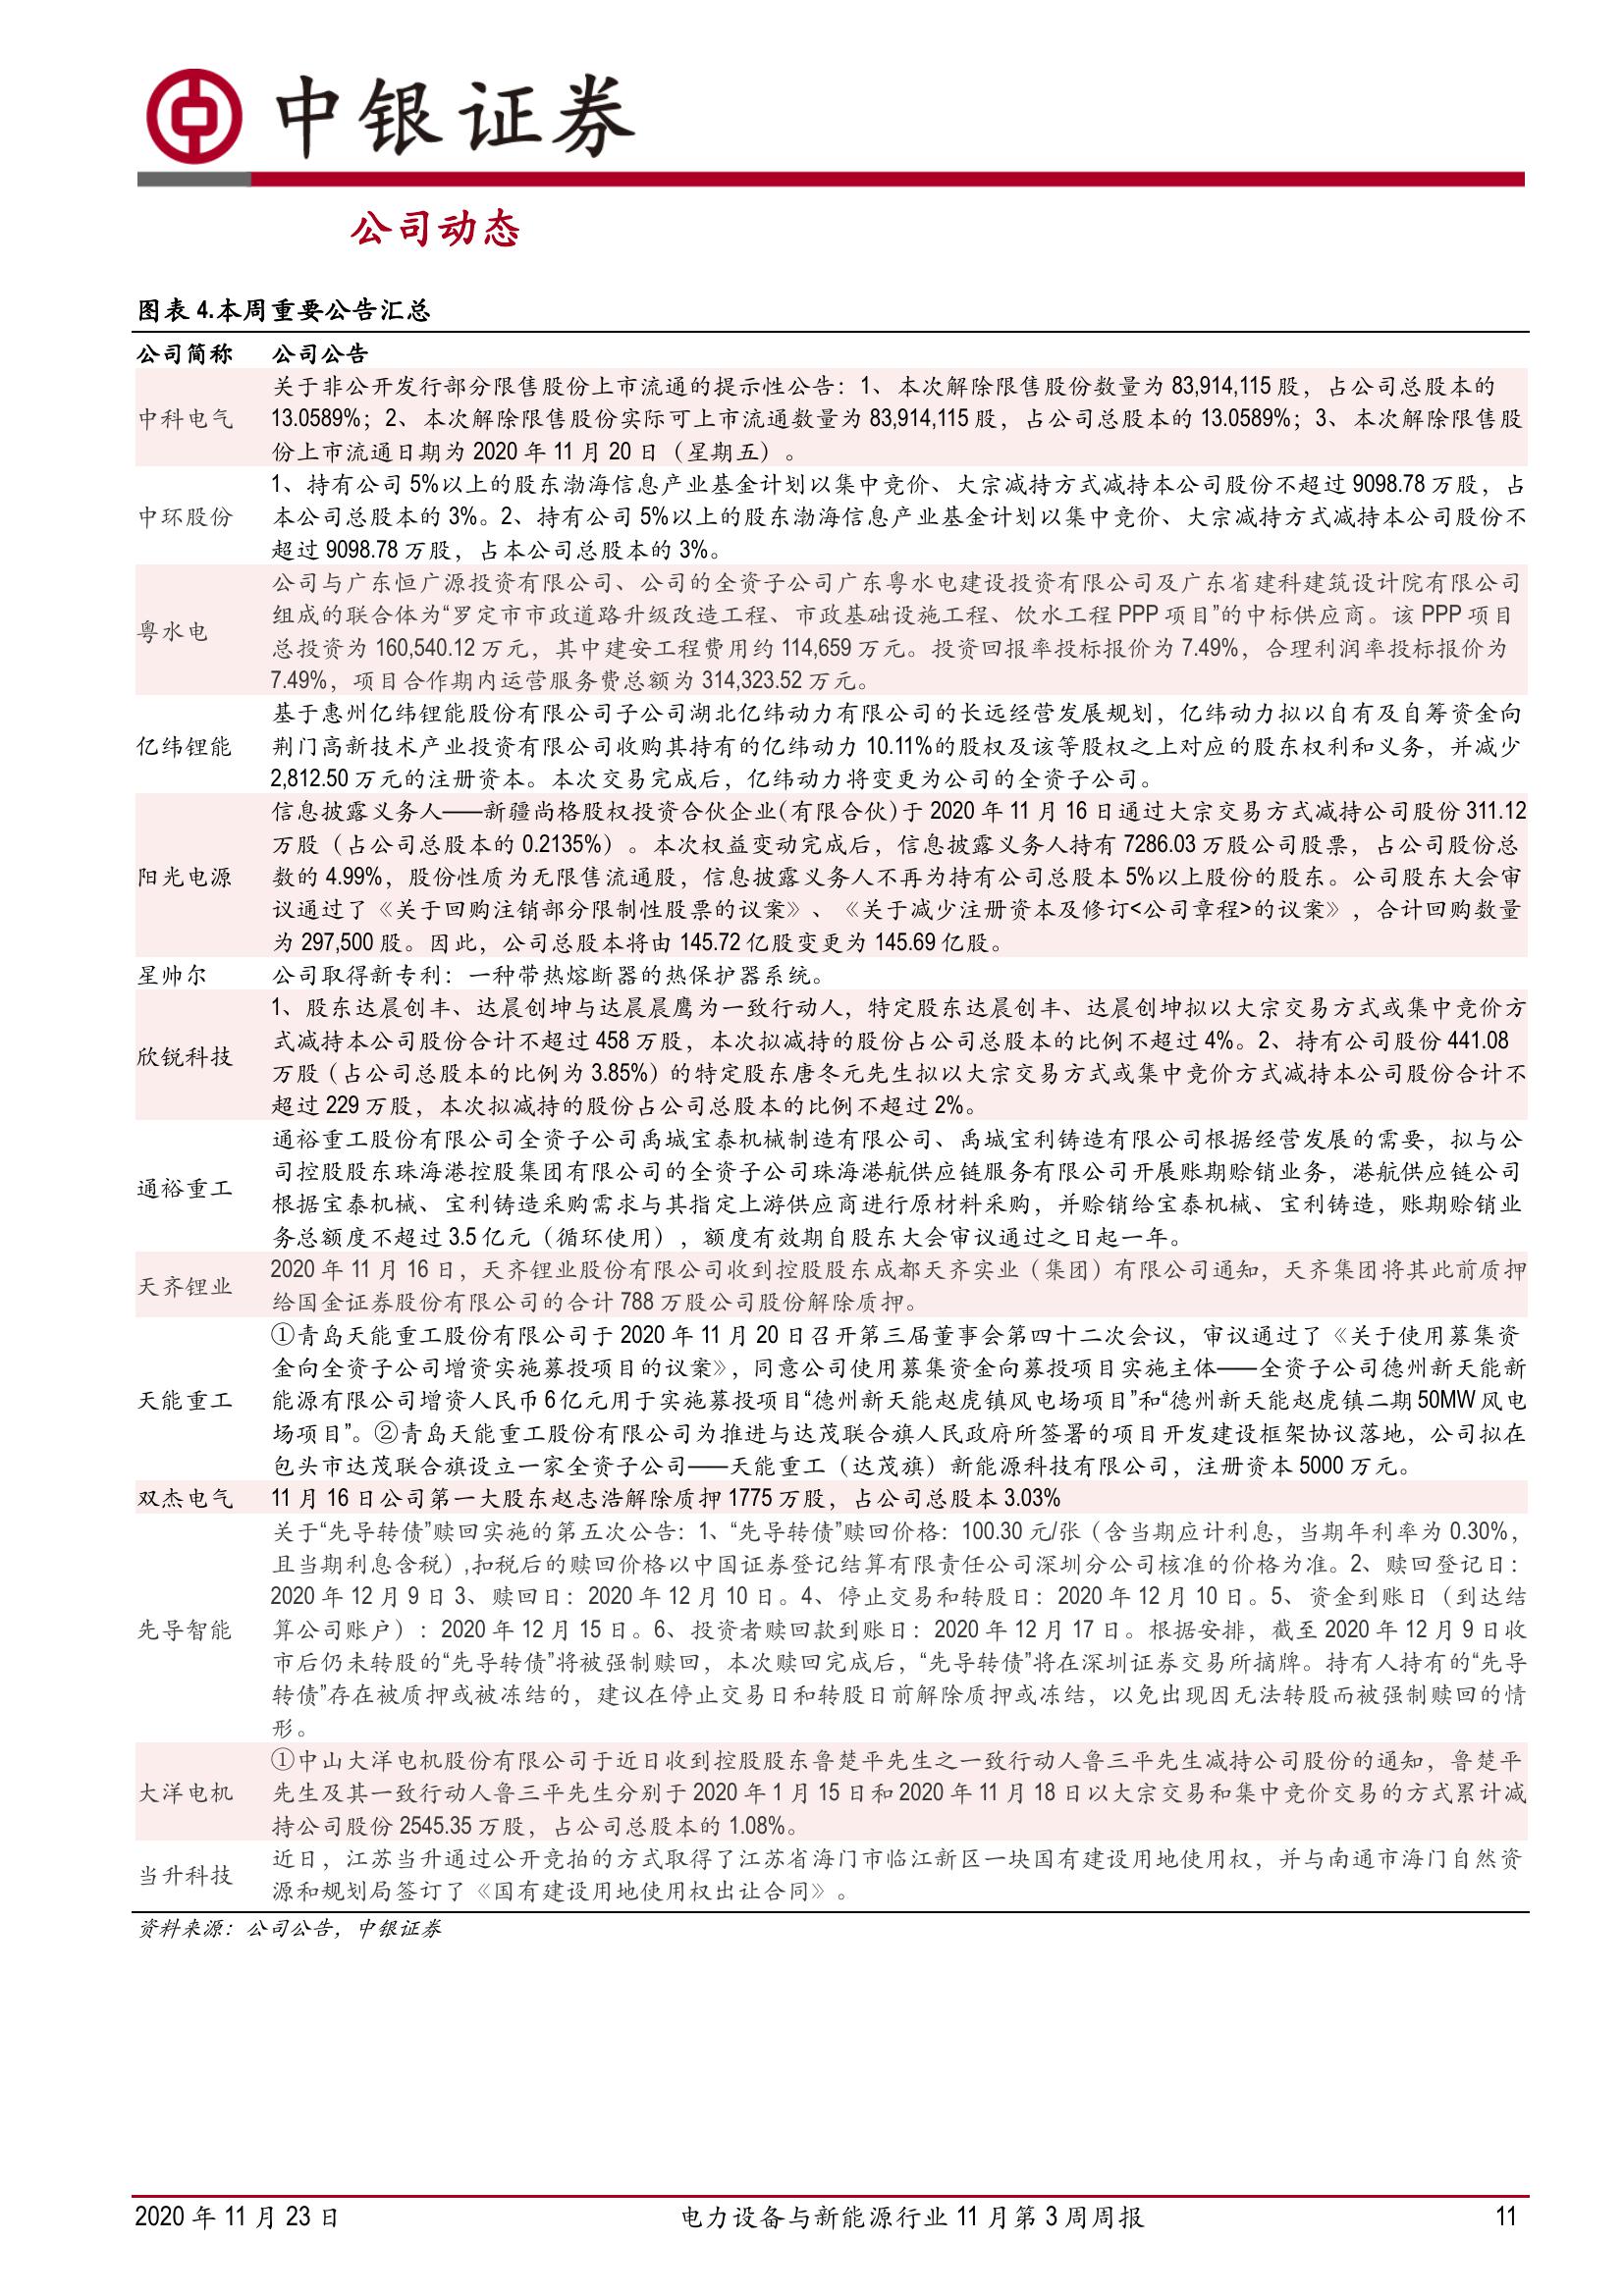 中银证券
公司动态
图表 4.本周重要公告汇总
公司简称 公司公告
关于非公开发行部分限售股份上市流通的提示性公告：1、本次解除限售股份数量为 83,914,115 股，占公司总股本的
中科电气 13.0589%；2、本次解除限售股份实际可上市流通数量为 83,914,115 股，占公司总股本的 13.0589%；3、本次解除限售股
份上市流通日期为 2020 年 11 月 20 日（星期五）。
1、持有公司 5%以上的股东渤海信息产业基金计划以集中竞价、大宗减持方式减持本公司股份不超过 9098.78 万股，占
中环股份 本公司总股本的 3%。2、持有公司 5%以上的股东渤海信息产业基金计划以集中竞价、大宗减持方式减持本公司股份不
超过 9098.78 万股，占本公司总股本的 3%。
公司与广东恒广源投资有限公司、公司的全资子公司广东粤水电建设投资有限公司及广东省建科建筑设计院有限公司
组成的联合体为“罗定市市政道路升级改造工程、市政基础设施工程、饮水工程 PPP 项目”的中标供应商。该 PPP 项目
粤水电
总投资为 160,540.12 万元，其中建安工程费用约 114,659 万元。投资回报率投标报价为 7.49%，合理利润率投标报价为
7.49%，项目合作期内运营服务费总额为 314,323.52 万元。
基于惠州亿纬锂能股份有限公司子公司湖北亿纬动力有限公司的长远经营发展规划，亿纬动力拟以自有及自筹资金向
亿纬锂能 荆门高新技术产业投资有限公司收购其持有的亿纬动力 10.11%的股权及该等股权之上对应的股东权利和义务，并减少
2,812.50 万元的注册资本。本次交易完成后，亿纬动力将变更为公司的全资子公司。
信息披露义务人——新疆尚格股权投资合伙企业(有限合伙)于 2020 年 11 月 16 日通过大宗交易方式减持公司股份 311.12
万股（占公司总股本的 0.2135%）。本次权益变动完成后，信息披露义务人持有 7286.03 万股公司股票，占公司股份总
阳光电源 数的 4.99%，股份性质为无限售流通股，信息披露义务人不再为持有公司总股本 5%以上股份的股东。公司股东大会审
议通过了《关于回购注销部分限制性股票的议案》、《关于减少注册资本及修订<公司章程>的议案》，合计回购数量
为 297,500 股。因此，公司总股本将由 145.72 亿股变更为 145.69 亿股。
星帅尔 公司取得新专利：一种带热熔断器的热保护器系统。
1、股东达晨创丰、达晨创坤与达晨晨鹰为一致行动人，特定股东达晨创丰、达晨创坤拟以大宗交易方式或集中竞价方
式减持本公司股份合计不超过 458 万股，本次拟减持的股份占公司总股本的比例不超过 4%。2、持有公司股份 441.08
欣锐科技
万股（占公司总股本的比例为 3.85%）的特定股东唐冬元先生拟以大宗交易方式或集中竞价方式减持本公司股份合计不
超过 229 万股，本次拟减持的股份占公司总股本的比例不超过 2%。
通裕重工股份有限公司全资子公司禹城宝泰机械制造有限公司、禹城宝利铸造有限公司根据经营发展的需要，拟与公
司控股股东珠海港控股集团有限公司的全资子公司珠海港航供应链服务有限公司开展账期赊销业务，港航供应链公司
通裕重工
根据宝泰机械、宝利铸造采购需求与其指定上游供应商进行原材料采购，并赊销给宝泰机械、宝利铸造，账期赊销业
务总额度不超过 3.5 亿元（循环使用），额度有效期自股东大会审议通过之日起一年。
2020 年 11 月 16 日，天齐锂业股份有限公司收到控股股东成都天齐实业（集团）有限公司通知，天齐集团将其此前质押
天齐锂业
给国金证券股份有限公司的合计 788 万股公司股份解除质押。
①青岛天能重工股份有限公司于 2020 年 11 月 20 日召开第三届董事会第四十二次会议，审议通过了《关于使用募集资
金向全资子公司增资实施募投项目的议案》，同意公司使用募集资金向募投项目实施主体——全资子公司德州新天能新
天能重工 能源有限公司增资人民币 6 亿元用于实施募投项目“德州新天能赵虎镇风电场项目”和“德州新天能赵虎镇二期 50MW 风电
场项目”。②青岛天能重工股份有限公司为推进与达茂联合旗人民政府所签署的项目开发建设框架协议落地，公司拟在
包头市达茂联合旗设立一家全资子公司——天能重工（达茂旗）新能源科技有限公司，注册资本 5000 万元。
双杰电气 11 月 16 日公司第一大股东赵志浩解除质押 1775 万股，占公司总股本 3.03%
关于“先导转债”赎回实施的第五次公告：1、“先导转债”赎回价格：100.30 元/张（含当期应计利息，当期年利率为 0.30%，
且当期利息含税）,扣税后的赎回价格以中国证券登记结算有限责任公司深圳分公司核准的价格为准。2、赎回登记日：
2020 年 12 月 9 日 3、赎回日：2020 年 12 月 10 日。4、停止交易和转股日：2020 年 12 月 10 日。5、资金到账日（到达结
先导智能 算公司账户）：2020 年 12 月 15 日。6、投资者赎回款到账日：2020 年 12 月 17 日。根据安排，截至 2020 年 12 月 9 日收
市后仍未转股的“先导转债”将被强制赎回，本次赎回完成后，“先导转债”将在深圳证券交易所摘牌。持有人持有的“先导
转债”存在被质押或被冻结的，建议在停止交易日和转股日前解除质押或冻结，以免出现因无法转股而被强制赎回的情
形。
①中山大洋电机股份有限公司于近日收到控股股东鲁楚平先生之一致行动人鲁三平先生减持公司股份的通知，鲁楚平
大洋电机 先生及其一致行动人鲁三平先生分别于 2020 年 1 月 15 日和 2020 年 11 月 18 日以大宗交易和集中竞价交易的方式累计减
持公司股份 2545.35 万股，占公司总股本的 1.08%。
近日，江苏当升通过公开竞拍的方式取得了江苏省海门市临江新区一块国有建设用地使用权，并与南通市海门自然资
当升科技
源和规划局签订了《国有建设用地使用权出让合同》。
资料来源：公司公告，中银证券
2020 年 11 月 23 日 电力设备与新能源行业 11 月第 3 周周报 11